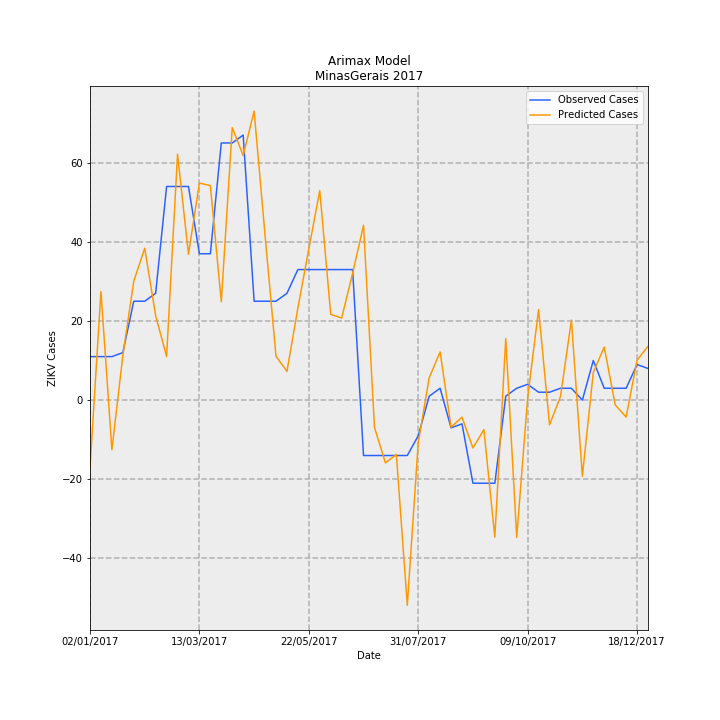 Arimax Model
MinasGerais 2017
Observed Cases
Predicted Cases
ZIKV Cases
60
40
20
0
−20
−40
02/01/2017 13/03/2017 22/05/2017 31/07/2017 09/10/2017 18/12/2017
Date